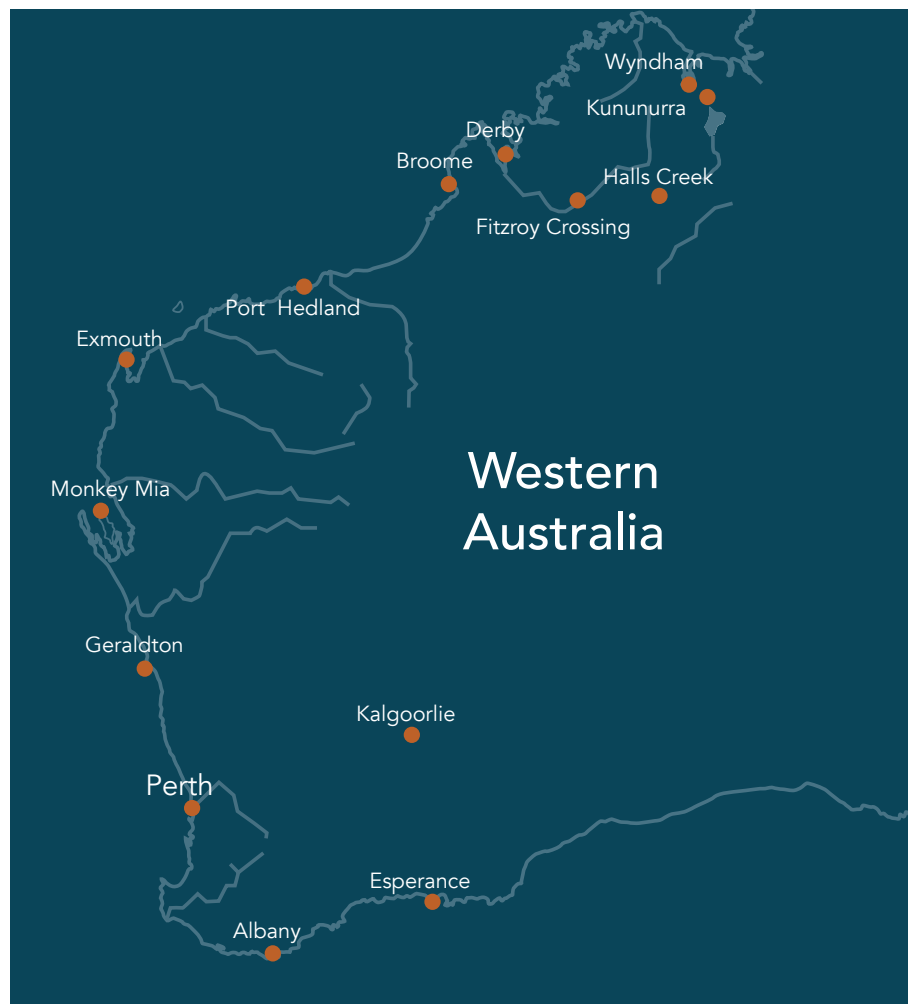 Wyndham
Kununurra
Derby
Broome
Halls Creek
Fitzroy Crossing
Port Hedland
Exmouth
Western
Australia
Monkey Mia
Geraldton
Kalgoorlie
Perth
Esperance
Albany